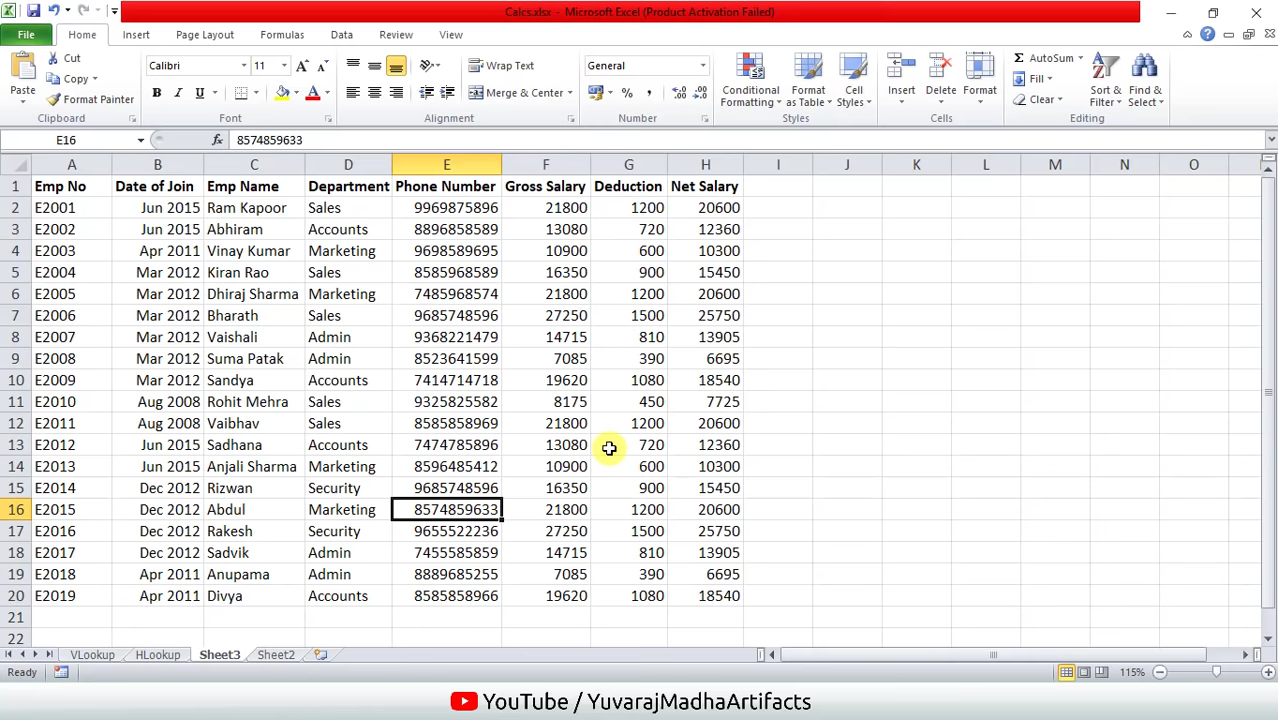 Calcs.xlsx - Microsoft Excel (Product Activation Failed)
File Home Insert Page Layout Formulas Data Review View
Paste Cut Copy Format Painter Clipboard
Calibri 11 B I U A Font
Wrap Text Merge & Center Alignment
General % , Number
Conditional Formatting Format as Table Cell Styles Styles
Insert Delete Format Cells
Σ AutoSum Fill Clear Sort & Filter Find & Select Editing
E16 fx 8574859633
A B C D E F G H I J K L M N O
1 Emp No Date of Join Emp Name Department Phone Number Gross Salary Deduction Net Salary
2 E2001 Jun 2015 Ram Kapoor Sales 9969875896 21800 1200 20600
3 E2002 Jun 2015 Abhiram Accounts 8896858589 13080 720 12360
4 E2003 Apr 2011 Vinay Kumar Marketing 9698589695 10900 600 10300
5 E2004 Mar 2012 Kiran Rao Sales 8585968589 16350 900 15450
6 E2005 Mar 2012 Dhiraj Sharma Marketing 7485968574 21800 1200 20600
7 E2006 Mar 2012 Bharath Sales 9685748596 27250 1500 25750
8 E2007 Mar 2012 Vaishali Admin 9368221479 14715 810 13905
9 E2008 Mar 2012 Suma Patak Admin 8523641599 7085 390 6695
10 E2009 Mar 2012 Sandya Accounts 7414714718 19620 1080 18540
11 E2010 Aug 2008 Rohit Mehra Sales 9325825582 8175 450 7725
12 E2011 Aug 2008 Vaibhav Sales 8585858969 21800 1200 20600
13 E2012 Jun 2015 Sadhana Accounts 7474785896 13080 720 12360
14 E2013 Jun 2015 Anjali Sharma Marketing 8596485412 10900 600 10300
15 E2014 Dec 2012 Rizwan Security 9685748596 16350 900 15450
16 E2015 Dec 2012 Abdul Marketing 8574859633 21800 1200 20600
17 E2016 Dec 2012 Rakesh Security 9655522236 27250 1500 25750
18 E2017 Dec 2012 Sadvik Admin 7455585859 14715 810 13905
19 E2018 Apr 2011 Anupama Admin 8889685255 7085 390 6695
20 E2019 Apr 2011 Divya Accounts 8585858966 19620 1080 18540
21
22
VLookup HLookup Sheet3 Sheet2
Ready 115%
YouTube / YuvarajMadhaArtifacts